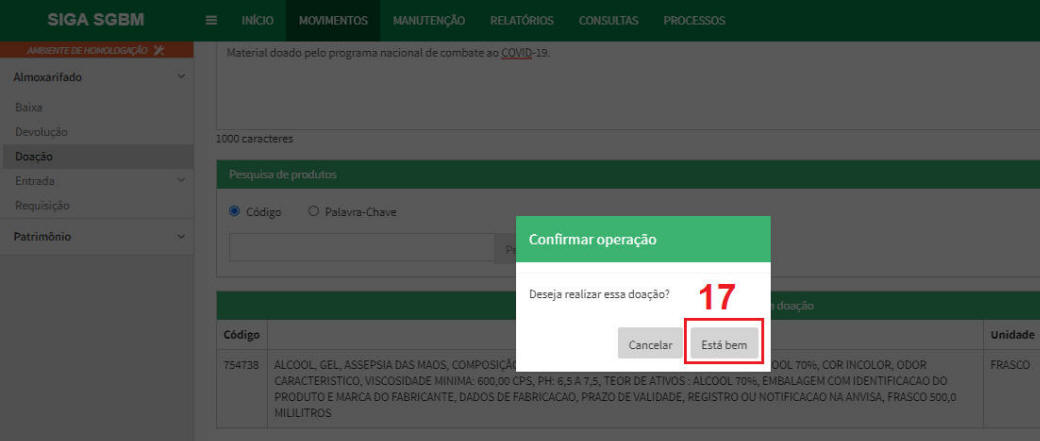 SIGA SGBM
INÍCIO MOVIMENTOS MANUTENÇÃO RELATÓRIOS CONSULTAS PROCESSOS
AMBIENTE DE HOMOLOGAÇÃO
Almoxarifado
Baixa
Devolução
Doação
Entrada
Requisição
Patrimônio
Material doado pelo programa nacional de combate ao COVID-19.
1000 caracteres
Pesquisa de produtos
Código Palavra-Chave
Confirmar operação
Deseja realizar essa doação?
17
Cancelar Está bem
doação
Código Unidade
754738 ALCOOL, GEL, ASSEPSIA DAS MAOS, COMPOSIÇÃ OOL 70%, COR INCOLOR, ODOR FRASCO
CARACTERISTICO, VISCOSIDADE MINIMA: 600,00 CPS, PH: 6,5 A 7,5, TEOR DE ATIVOS : ALCOOL 70%, EMBALAGEM COM IDENTIFICACAO DO
PRODUTO E MARCA DO FABRICANTE, DADOS DE FABRICACAO, PRAZO DE VALIDADE, REGISTRO OU NOTIFICACAO NA ANVISA, FRASCO 500,0
MILILITROS